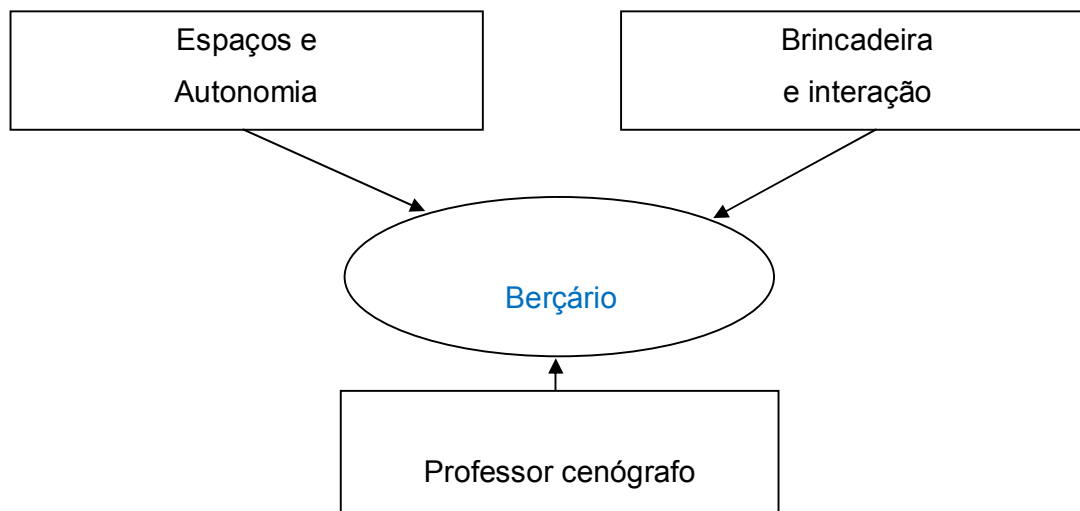 Espaços e
Autonomia
Brincadeira
e interação
Berçário
Professor cenógrafo